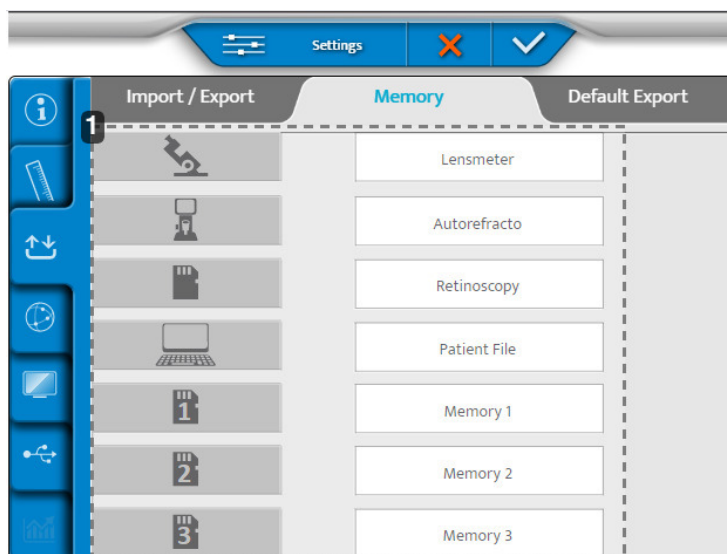 Settings
Import / Export
Memory
Default Export
1
Lensmeter
Autorefracto
Retinoscopy
Patient File
1
Memory 1
2
Memory 2
3
Memory 3